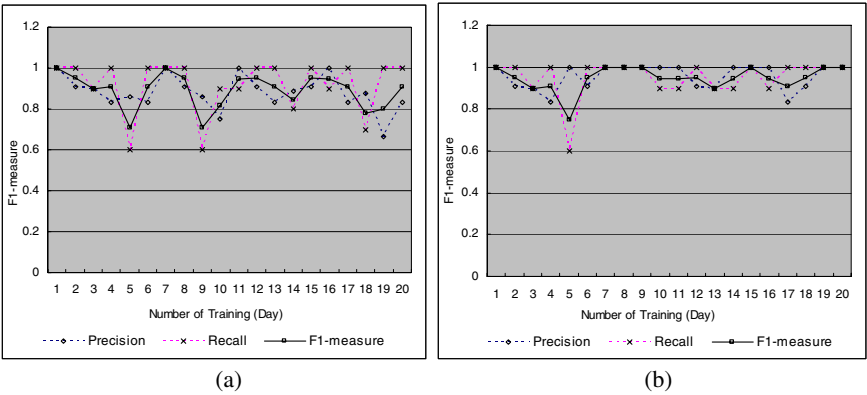 1.2
1
0.8
0.6
0.4
0.2
0
F1-measure
1 2 3 4 5 6 7 8 9 10 11 12 13 14 15 16 17 18 19 20
Number of Training (Day)
Precision Recall F1-measure
(a)
1.2
1
0.8
0.6
0.4
0.2
0
F1-measure
1 2 3 4 5 6 7 8 9 10 11 12 13 14 15 16 17 18 19 20
Number of Training (Day)
Precision Recall F1-measure
(b)